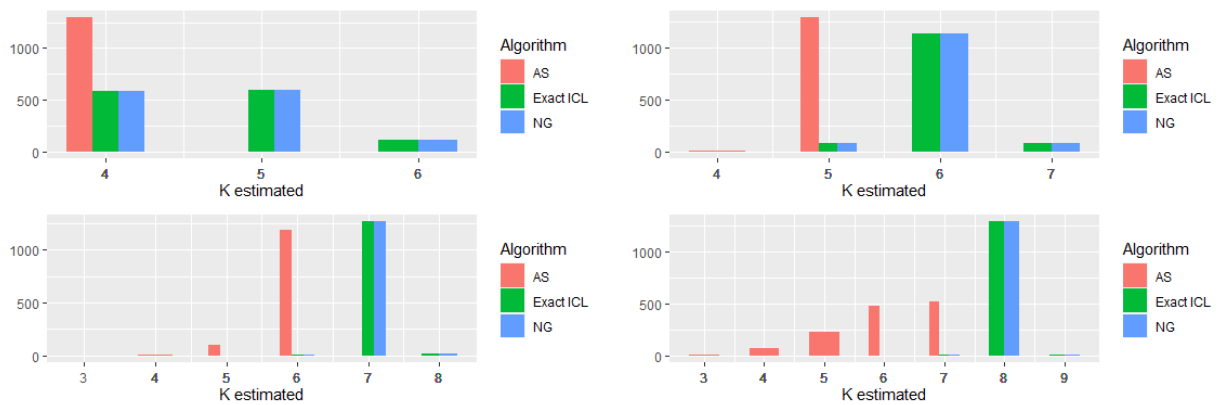 1000
500
0
4 5 6
K estimated
Algorithm
AS
Exact ICL
NG
1000
500
0
4 5 6 7
K estimated
Algorithm
AS
Exact ICL
NG
1000
500
0
3 4 5 6 7 8
K estimated
Algorithm
AS
Exact ICL
NG
1000
500
0
3 4 5 6 7 8 9
K estimated
Algorithm
AS
Exact ICL
NG